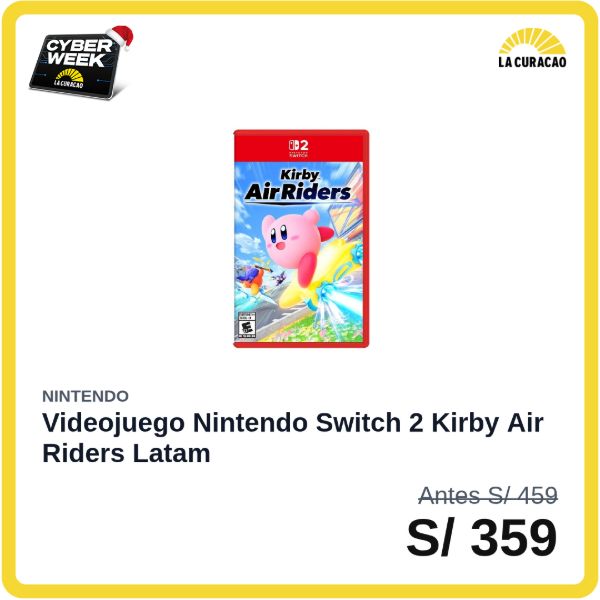 CYBER
WEEK
LA CURACAO
LA CURACAO
2
SWITCH
Kirby
Air Riders
E
NINTENDO
Videojuego Nintendo Switch 2 Kirby Air
Riders Latam
Antes S/ 459
S/ 359